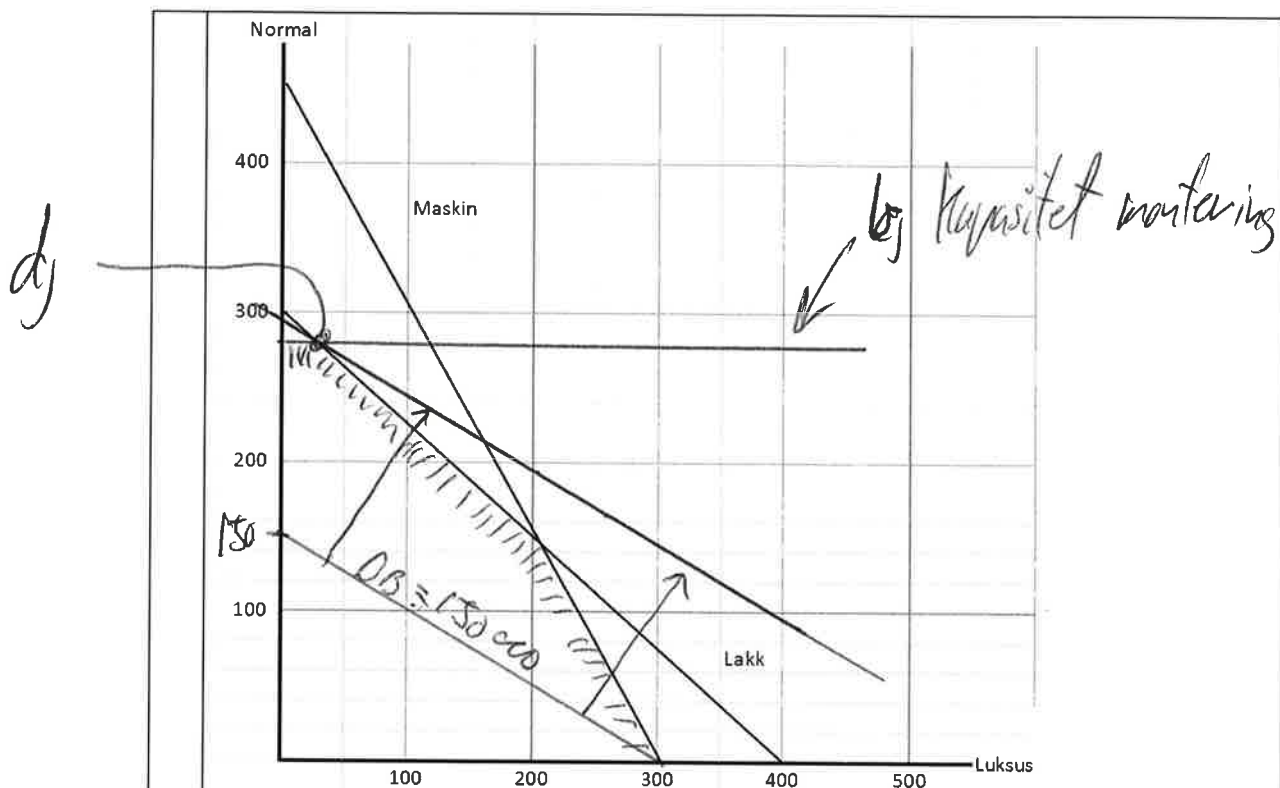 Normal
400
Maskin
b) Kapasitet montering
d)
300
200
150
DB = 150 000
100
Lakk
Luksus
100 200 300 400 500